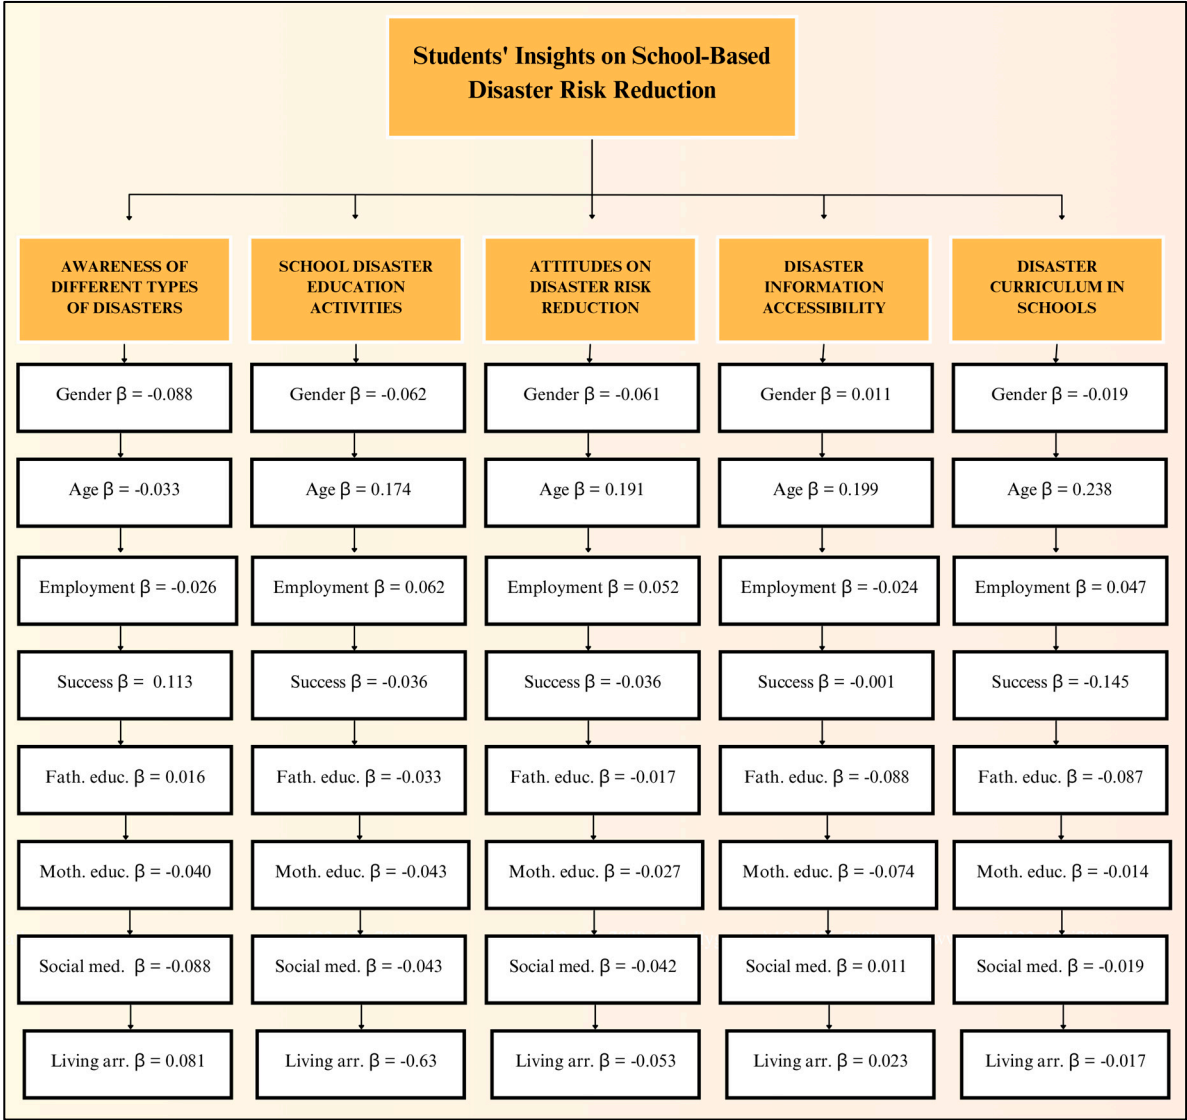 Students' Insights on School-Based
Disaster Risk Reduction
AWARENESS OF
DIFFERENT TYPES
OF DISASTERS
SCHOOL DISASTER
EDUCATION
ACTIVITIES
ATTITUDES ON
DISASTER RISK
REDUCTION
DISASTER
INFORMATION
ACCESSIBILITY
DISASTER
CURRICULUM IN
SCHOOLS
Gender β = -0.088
Gender β = -0.062
Gender β = -0.061
Gender β = 0.011
Gender β = -0.019
Age β = -0.033
Age β = 0.174
Age β = 0.191
Age β = 0.199
Age β = 0.238
Employment β = -0.026
Employment β = 0.062
Employment β = 0.052
Employment β = -0.024
Employment β = 0.047
Success β = 0.113
Success β = -0.036
Success β = -0.036
Success β = -0.001
Success β = -0.145
Fath. educ. β = 0.016
Fath. educ. β = -0.033
Fath. educ. β = -0.017
Fath. educ. β = -0.088
Fath. educ. β = -0.087
Moth. educ. β = -0.040
Moth. educ. β = -0.043
Moth. educ. β = -0.027
Moth. educ. β = -0.074
Moth. educ. β = -0.014
Social med. β = -0.088
Social med. β = -0.043
Social med. β = -0.042
Social med. β = 0.011
Social med. β = -0.019
Living arr. β = 0.081
Living arr. β = -0.63
Living arr. β = -0.053
Living arr. β = 0.023
Living arr. β = -0.017